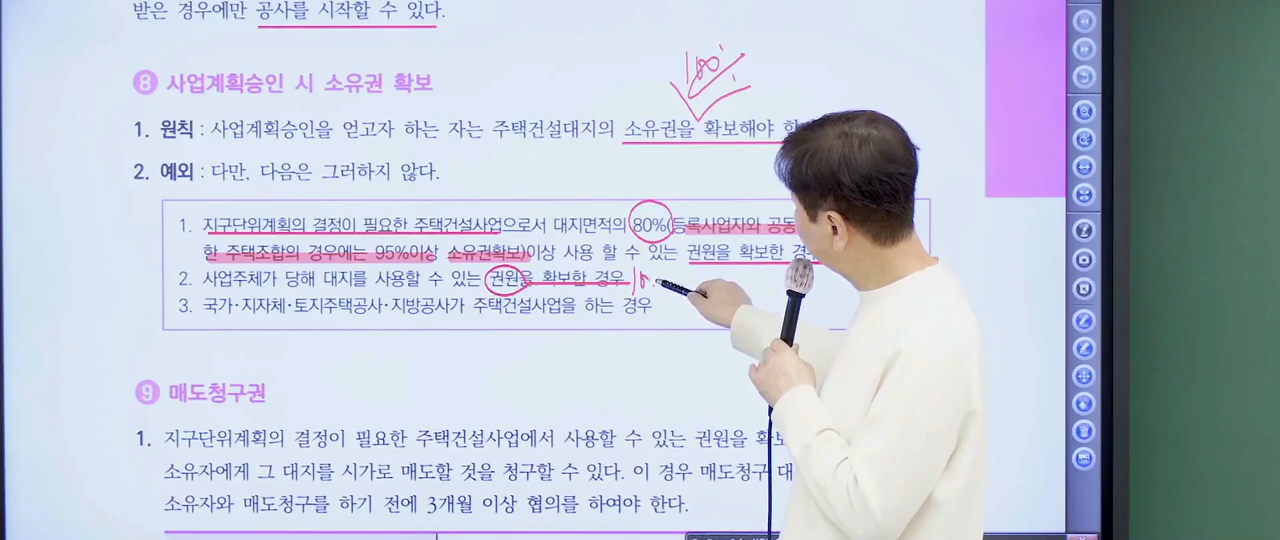 받은 경우에만 공사를 시작할 수 있다.
100
8 사업계획승인 시 소유권 확보
1. 원칙 : 사업계획승인을 얻고자 하는 자는 주택건설대지의 소유권을 확보해야
2. 예외 : 다만, 다음은 그러하지 않다.
1. 지구단위계획의 결정이 필요한 주택건설사업으로서 대지면적의 80%(등록사업자와 공동
한 주택조합의 경우에는 95%이상 소유권확보)이상 사용 할 수 있는 권원을 확보한
2. 사업주체가 당해 대지를 사용할 수 있는 권원을 확보한 경우
3. 국가·지자체·토지주택공사·지방공사가 주택건설사업을 하는 경우
9 매도청구권
1. 지구단위계획의 결정이 필요한 주택건설사업에서 사용할 수 있는 권원을
소유자에게 그 대지를 시가로 매도할 것을 청구할 수 있다. 이 경우 매도청구 대
소유자와 매도청구를 하기 전에 3개월 이상 협의를 하여야 한다.